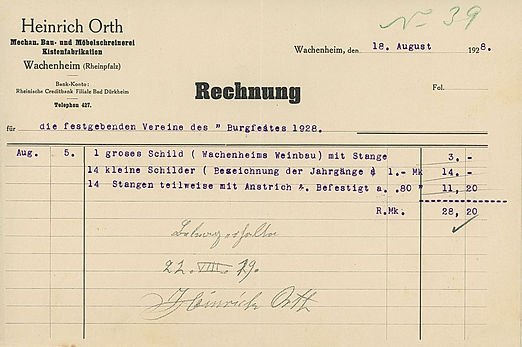 No 39
Heinrich Orth
Mechan. Bau- und Möbelschreinerei
Kistenfabrikation
Wachenheim (Rheinpfalz)
Bank-Konto:
Rheinische Creditbank Filiale Bad Dürkheim
Telephon 427.
Wachenheim, den 18. August 1928.
Rechnung
Fol.
für die festgebenden Vereine des " Burgfestes 1928.
Aug. 5. 1 groses Schild ( Wachenheims Weinbau) mit Stange 3. -
14 kleine Schilder ( Bezeichnung der Jahrgänge á 1.- Mk 14. -
14 Stangen teilweise mit Anstrich &. Befestigt a. .80 " 11, 20
R.Mk. 28, 20
Betrag erhalten
22. VIII. 29.
Heinrich Orth